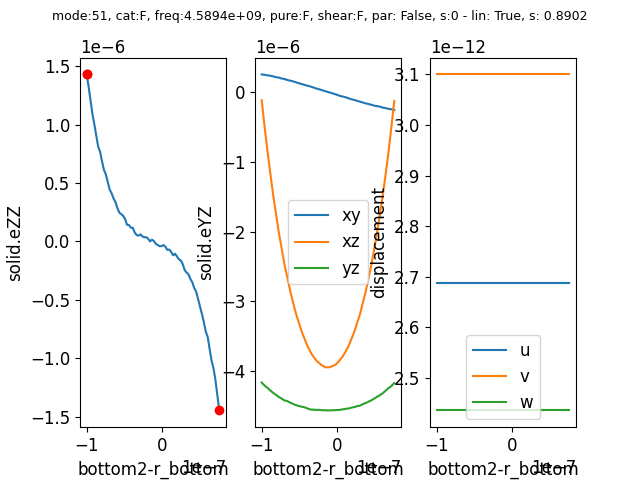 mode:51, cat:F, freq:4.5894e+09, pure:F, shear:F, par: False, s:0 - lin: True, s: 0.8902
1e−6
1.5
1.0
0.5
0.0
−0.5
−1.0
−1.5
solid.eZZ
−1
0
1e−7
bottom2-r_bottom
1e−6
0
−1
−2
−3
−4
solid.eYZ
xy
xz
yz
−1
0
1e−7
bottom2-r_bottom
1e−12
3.1
3.0
2.9
2.8
2.7
2.6
2.5
displacement
u
v
w
−1
0
1e−7
bottom2-r_bottom